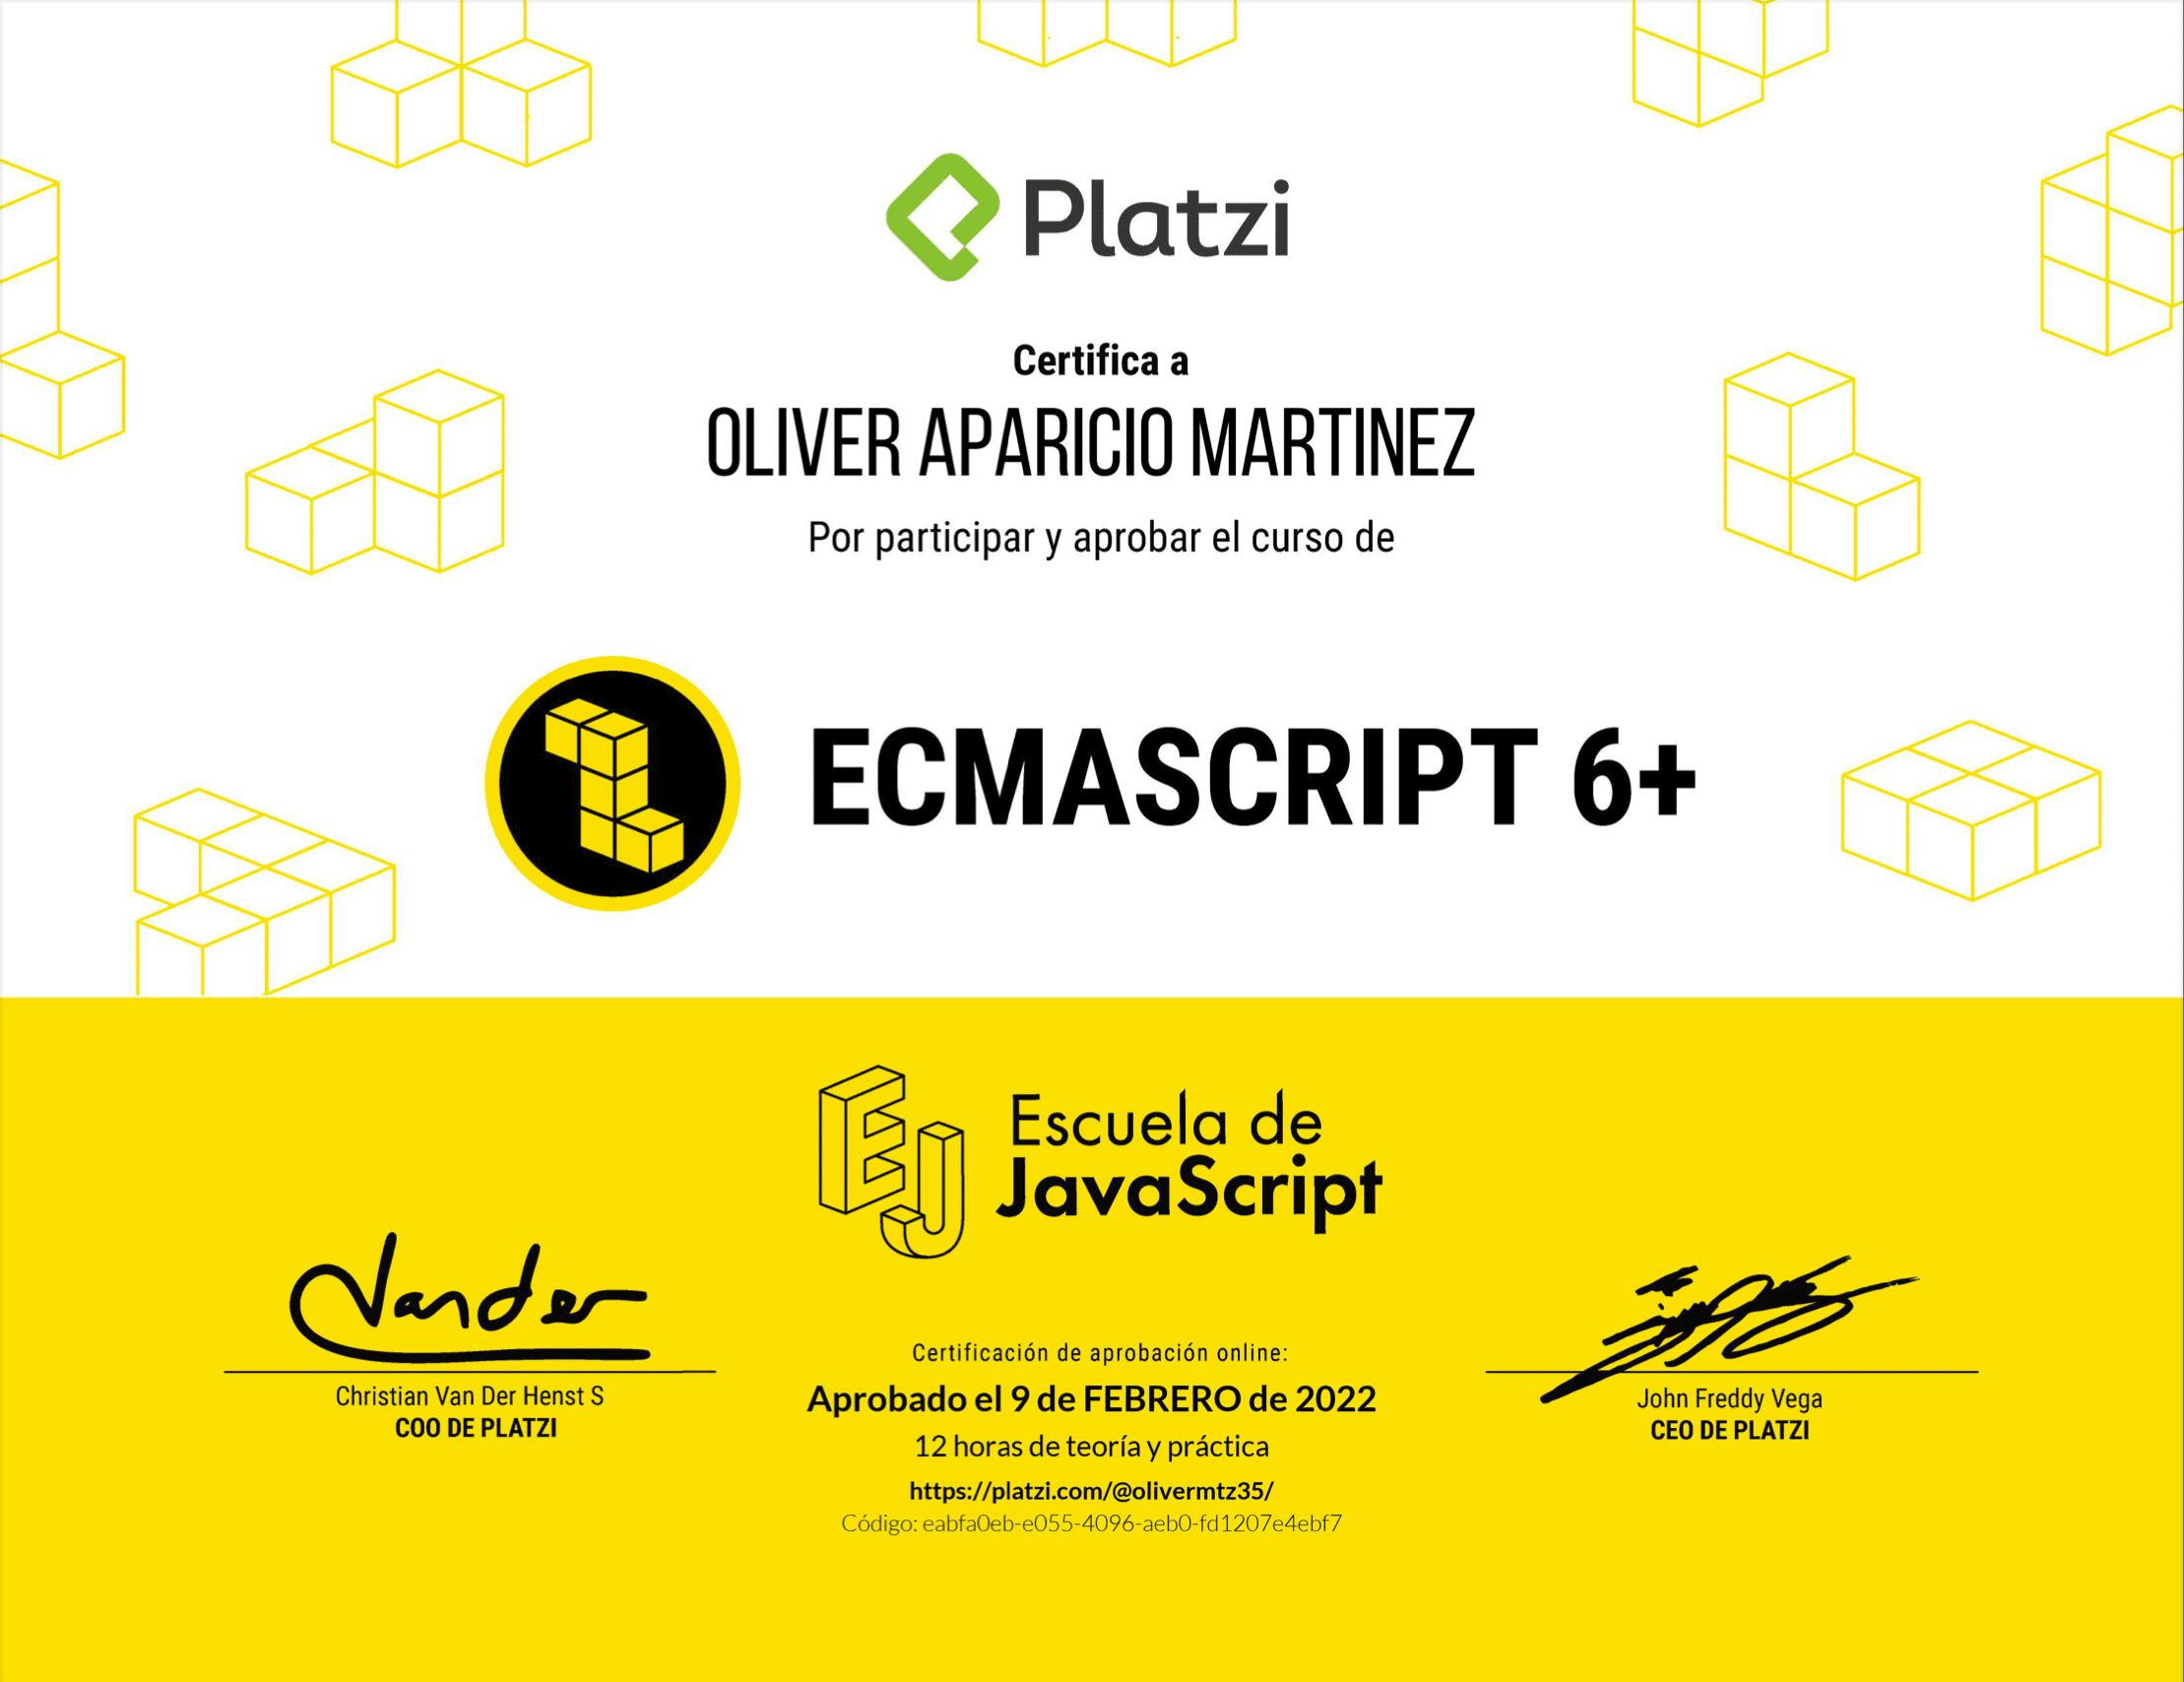 Platzi
Certifica a
OLIVER APARICIO MARTINEZ
Por participar y aprobar el curso de
ECMASCRIPT 6+
EJ
Escuela de
JavaScript
Vander
Christian Van Der Henst S
COO DE PLATZI
Certificación de aprobación online:
Aprobado el 9 de FEBRERO de 2022
12 horas de teoría y práctica
https://platzi.com/@olivermtz35/
Código: eabfa0eb-e055-4096-aeb0-fd1207e4ebf7
John Freddy Vega
CEO DE PLATZI